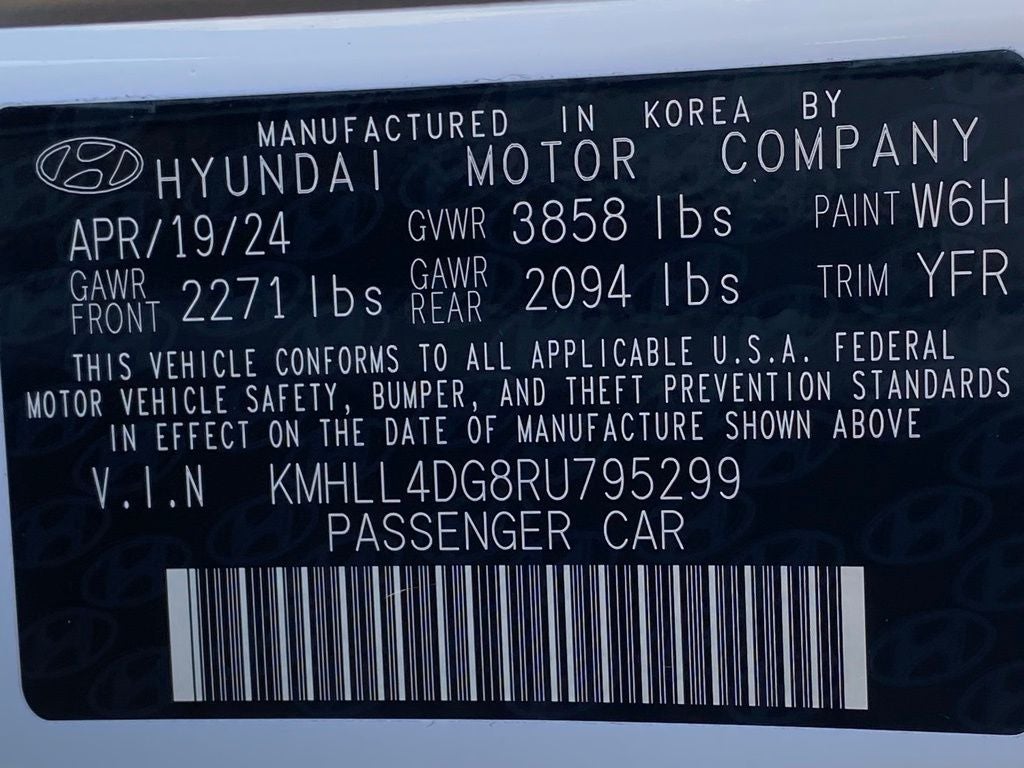 MANUFACTURED IN KOREA BY
HYUNDAI MOTOR COMPANY
APR/19/24 GVWR 3858 lbs PAINT W6H
GAWR FRONT 2271 lbs GAWR REAR 2094 lbs TRIM YFR
THIS VEHICLE CONFORMS TO ALL APPLICABLE U.S.A. FEDERAL
MOTOR VEHICLE SAFETY, BUMPER, AND THEFT PREVENTION STANDARDS
IN EFFECT ON THE DATE OF MANUFACTURE SHOWN ABOVE
V.I.N KMHLL4DG8RU795299
PASSENGER CAR